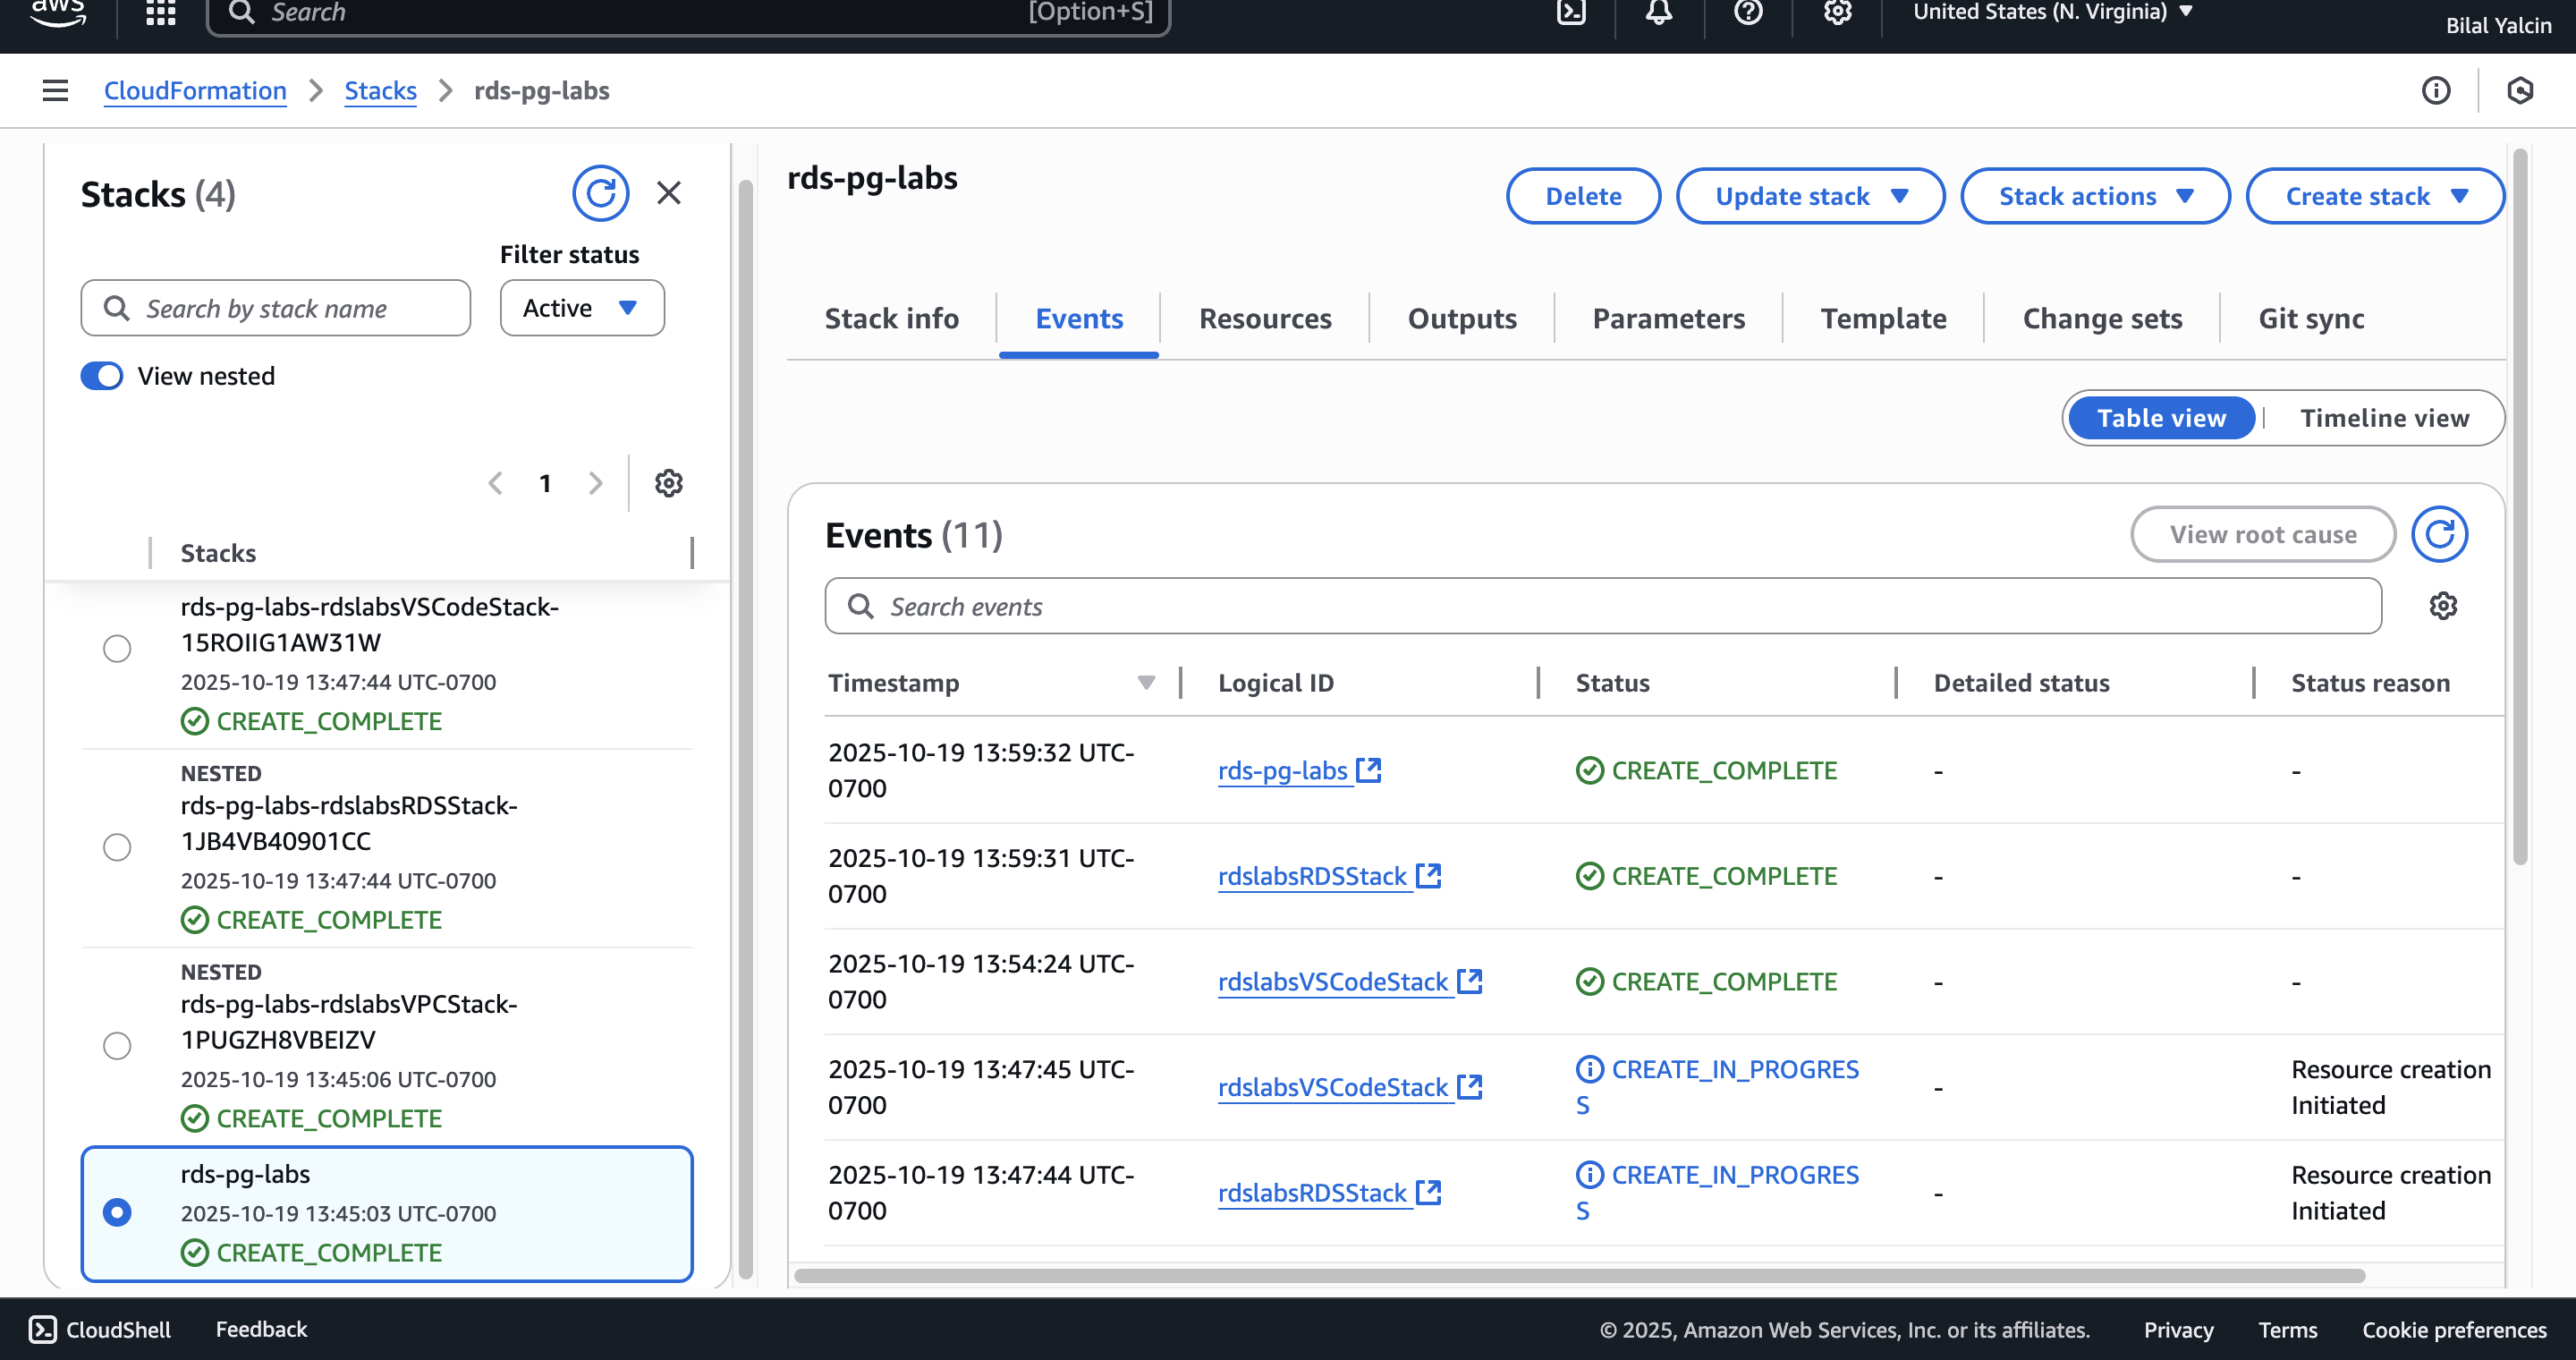 aws
Search
[Option+S]
United States (N. Virginia)
Bilal Yalcin
CloudFormation
Stacks
rds-pg-labs
Stacks (4)
Filter status
Search by stack name
Active
View nested
1
Stacks
rds-pg-labs-rdslabsVSCodeStack-
15ROIIG1AW31W
2025-10-19 13:47:44 UTC-0700
CREATE_COMPLETE
NESTED
rds-pg-labs-rdslabsRDSStack-
1JB4VB40901CC
2025-10-19 13:47:44 UTC-0700
CREATE_COMPLETE
NESTED
rds-pg-labs-rdslabsVPCStack-
1PUGZH8VBEIZV
2025-10-19 13:45:06 UTC-0700
CREATE_COMPLETE
rds-pg-labs
2025-10-19 13:45:03 UTC-0700
CREATE_COMPLETE
rds-pg-labs
Delete
Update stack
Stack actions
Create stack
Stack info
Events
Resources
Outputs
Parameters
Template
Change sets
Git sync
Table view
Timeline view
Events (11)
View root cause
Search events
Timestamp
Logical ID
Status
Detailed status
Status reason
2025-10-19 13:59:32 UTC-
0700
rds-pg-labs
CREATE_COMPLETE
-
-
2025-10-19 13:59:31 UTC-
0700
rdslabsRDSStack
CREATE_COMPLETE
-
-
2025-10-19 13:54:24 UTC-
0700
rdslabsVSCodeStack
CREATE_COMPLETE
-
-
2025-10-19 13:47:45 UTC-
0700
rdslabsVSCodeStack
CREATE_IN_PROGRES
S
-
Resource creation
Initiated
2025-10-19 13:47:44 UTC-
0700
rdslabsRDSStack
CREATE_IN_PROGRES
S
-
Resource creation
Initiated
CloudShell
Feedback
© 2025, Amazon Web Services, Inc. or its affiliates.
Privacy
Terms
Cookie preferences